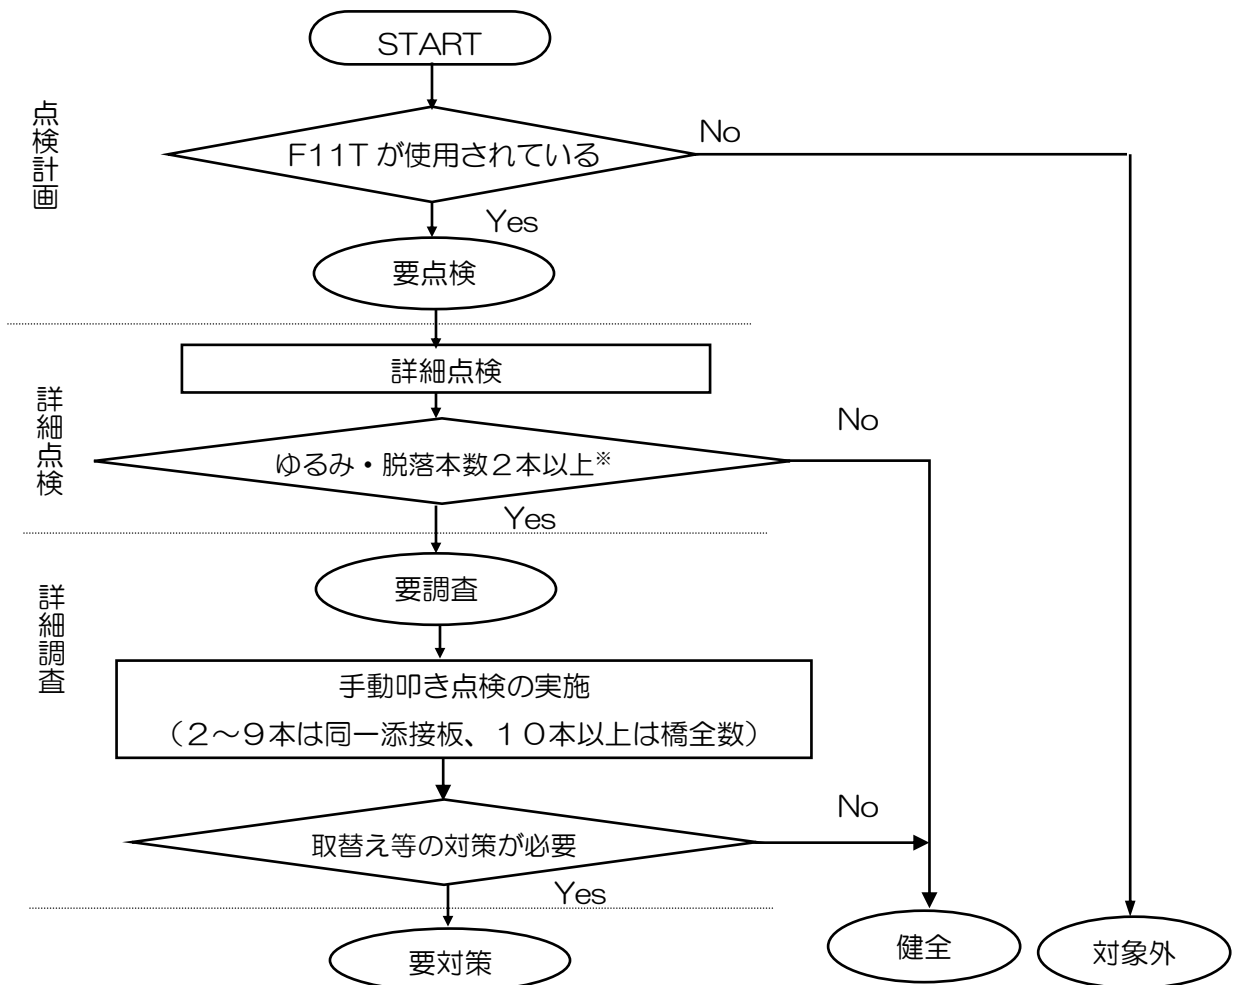 START
点検計画
F11Tが使用されている
No
Yes
要点検
詳細点検
詳細点検
No
ゆるみ・脱落本数２本以上※
Yes
要調査
詳細調査
手動叩き点検の実施
（２～９本は同一添接板、１０本以上は橋全数）
No
取替え等の対策が必要
Yes
要対策
健全
対象外